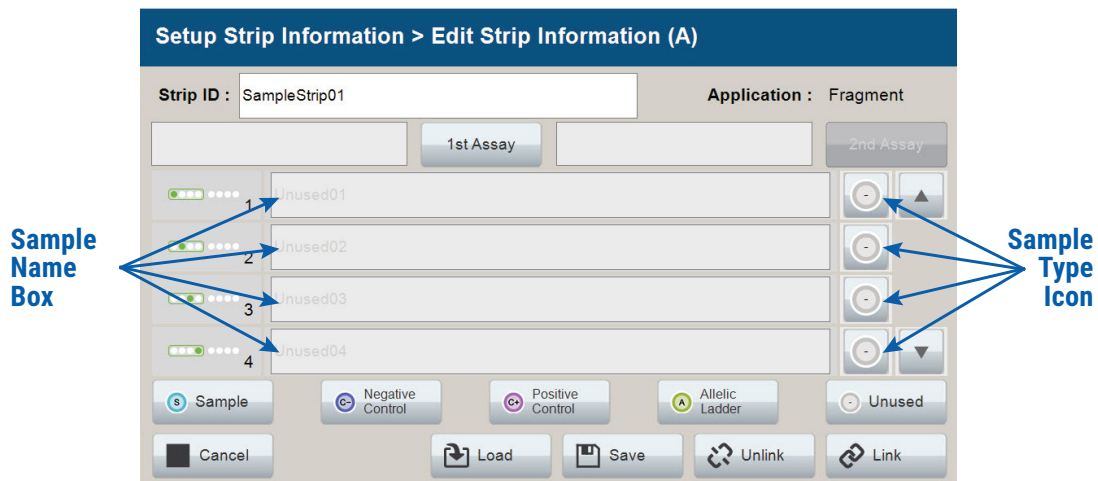 Setup Strip Information > Edit Strip Information (A)
Strip ID : SampleStrip01 Application : Fragment
1st Assay 2nd Assay
1 Unused01 -
2 Unused02 -
3 Unused03 -
4 Unused04 -
Sample
Name
Box
Sample
Type
Icon
S Sample
C- Negative
Control
C+ Positive
Control
A Allelic
Ladder
- Unused
Cancel Load Save Unlink Link